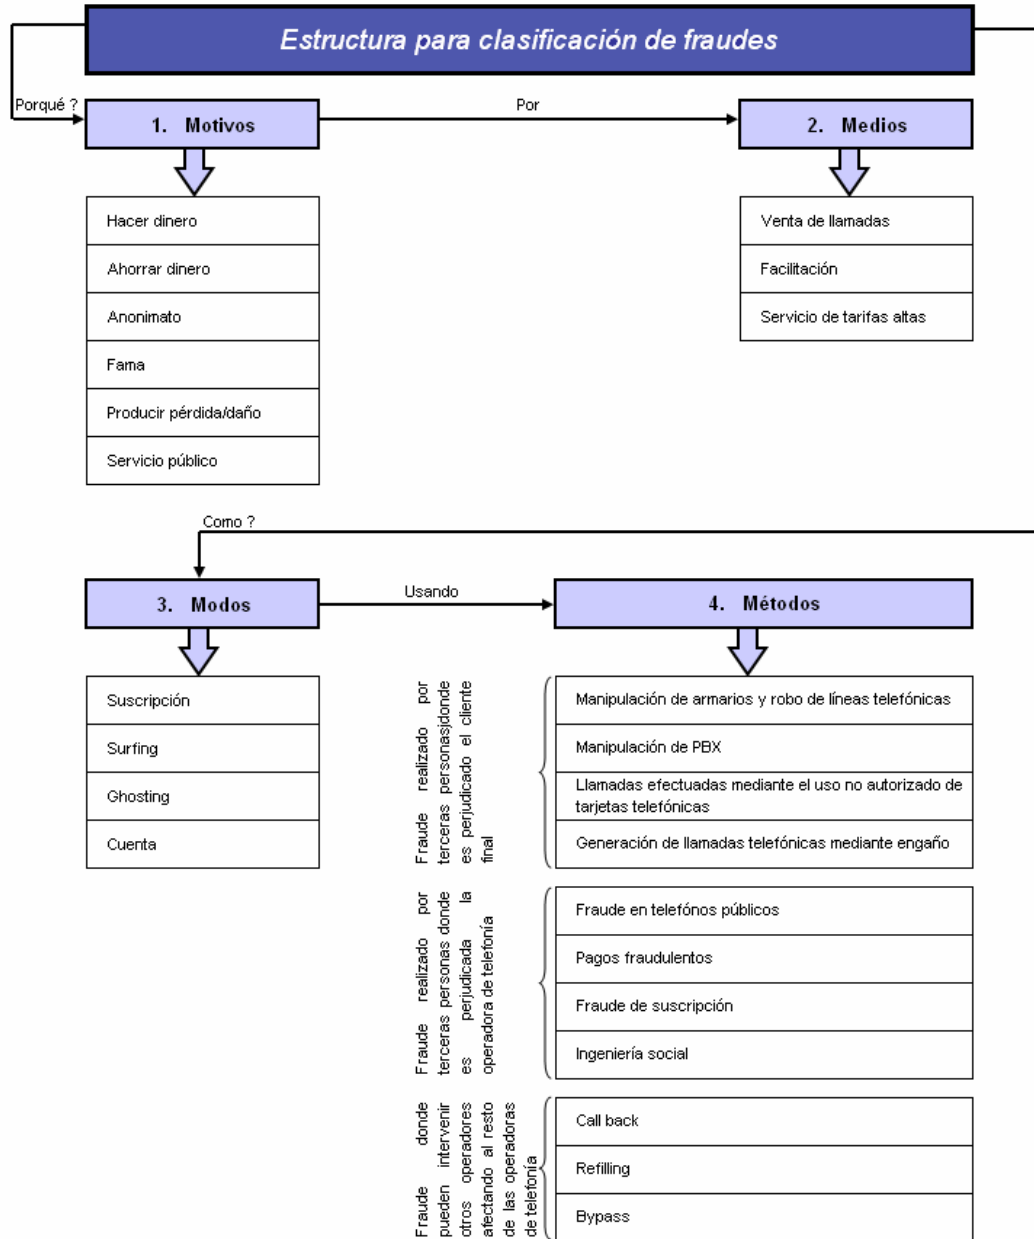 Estructura para clasificación de fraudes
Porqué ?
1. Motivos
Por
2. Medios
Hacer dinero
Ahorrar dinero
Anonimato
Fama
Producir pérdida/daño
Servicio público
Venta de llamadas
Facilitación
Servicio de tarifas altas
Como ?
3. Modos
Usando
4. Métodos
Suscripción
Surfing
Ghosting
Cuenta
Fraude realizado por
terceras personasjdonde
es perjudicado el cliente
final
Manipulación de armarios y robo de líneas telefónicas
Manipulación de PBX
Llamadas efectuadas mediante el uso no autorizado de
tarjetas telefónicas
Generación de llamadas telefónicas mediante engaño
Fraude realizado por
terceras personas donde
es perjudicada la
operadora de telefonía
Fraude en telefónos públicos
Pagos fraudulentos
Fraude de suscripción
Ingeniería social
Fraude donde
pueden intervenir
otros operadores
afectando al resto
de las operadoras
de telefonía
Call back
Refilling
Bypass